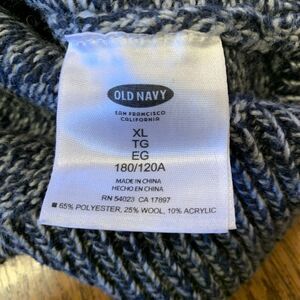 OLD NAVY
SAN FRANCISCO
CALIFORNIA
XL
TG
EG
180/120A
MADE IN CHINA
HECHO EN CHINA
RN 54023 CA 17897
■ 65% POLYESTER, 25% WOOL, 10% ACRYLIC